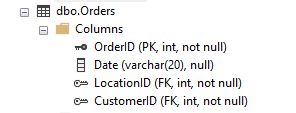 dbo.Orders
Columns
OrderID (PK, int, not null)
Date (varchar(20), null)
LocationID (FK, int, not null)
CustomerID (FK, int, not null)